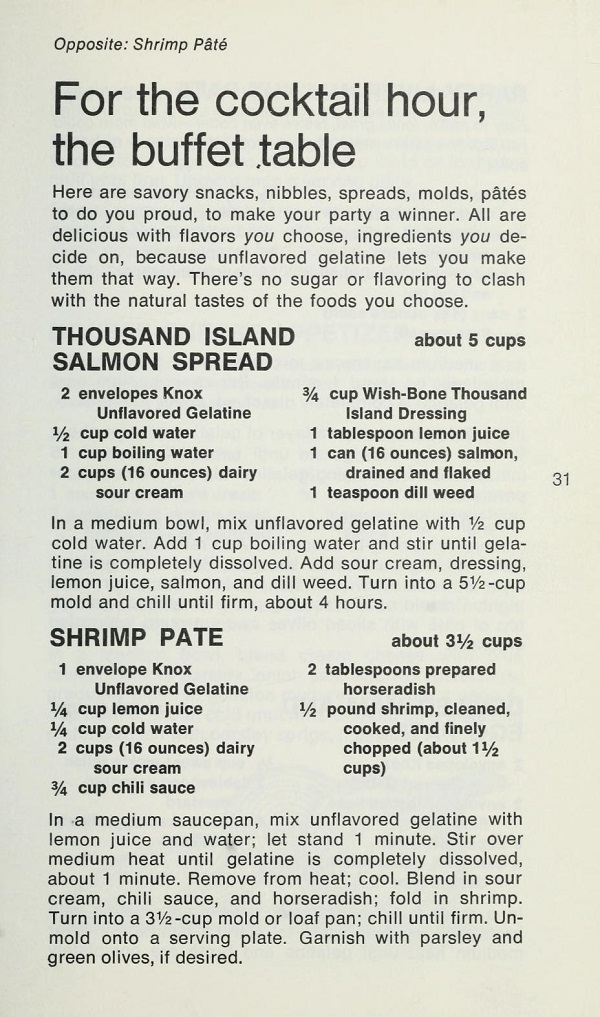 Opposite: Shrimp Pâté
For the cocktail hour,
the buffet table
Here are savory snacks, nibbles, spreads, molds, pâtés
to do you proud, to make your party a winner. All are
delicious with flavors you choose, ingredients you de-
cide on, because unflavored gelatine lets you make
them that way. There's no sugar or flavoring to clash
with the natural tastes of the foods you choose.
THOUSAND ISLAND
SALMON SPREAD
about 5 cups
2 envelopes Knox
Unflavored Gelatine
½ cup cold water
1 cup boiling water
2 cups (16 ounces) dairy
sour cream
¾ cup Wish-Bone Thousand
Island Dressing
1 tablespoon lemon juice
1 can (16 ounces) salmon,
drained and flaked
1 teaspoon dill weed
31
In a medium bowl, mix unflavored gelatine with ½ cup
cold water. Add 1 cup boiling water and stir until gela-
tine is completely dissolved. Add sour cream, dressing,
lemon juice, salmon, and dill weed. Turn into a 5½-cup
mold and chill until firm, about 4 hours.
SHRIMP PATE
about 3½ cups
1 envelope Knox
Unflavored Gelatine
¼ cup lemon juice
¼ cup cold water
2 cups (16 ounces) dairy
sour cream
¾ cup chili sauce
2 tablespoons prepared
horseradish
½ pound shrimp, cleaned,
cooked, and finely
chopped (about 1½
cups)
In a medium saucepan, mix unflavored gelatine with
lemon juice and water; let stand 1 minute. Stir over
medium heat until gelatine is completely dissolved,
about 1 minute. Remove from heat; cool. Blend in sour
cream, chili sauce, and horseradish; fold in shrimp.
Turn into a 3½-cup mold or loaf pan; chill until firm. Un-
mold onto a serving plate. Garnish with parsley and
green olives, if desired.